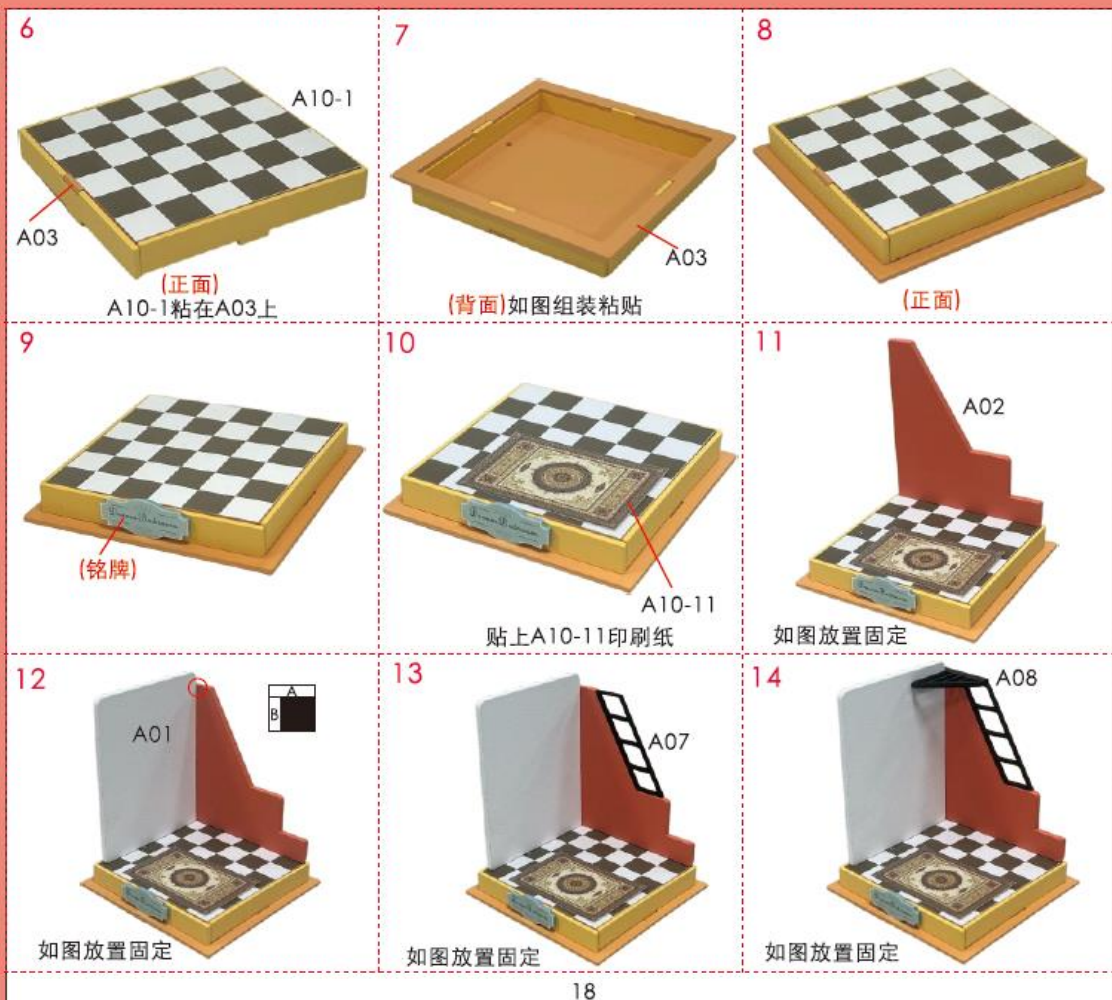 6
A10-1
A03
(正面)
A10-1粘在A03上
7
A03
(背面)如图组装粘贴
8
(正面)
9
(铭牌)
10
A10-11
贴上A10-11印刷纸
11
A02
如图放置固定
12
A
B
A01
如图放置固定
13
A07
如图放置固定
14
A08
如图放置固定
18